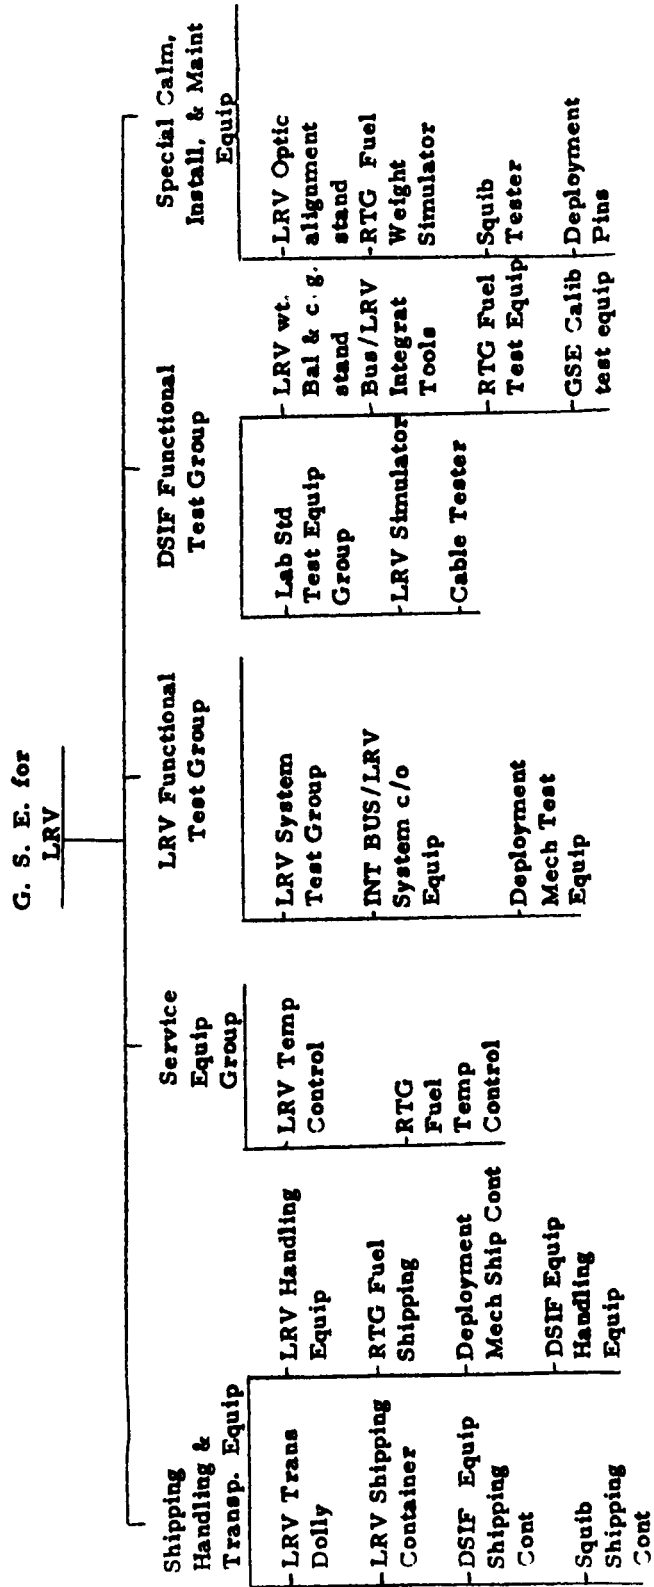 G. S. E. for
LRV
Shipping
Handling &
Transp. Equip
LRV Trans
Dolly
LRV Shipping
Container
DSIF Equip
Shipping
Cont
Squib
Shipping
Cont
LRV Handling
Equip
RTG Fuel
Shipping
Deployment
Mech Ship Cont
DSIF Equip
Handling
Equip
Service
Equip
Group
LRV Temp
Control
RTG
Fuel
Temp
Control
LRV Functional
Test Group
LRV System
Test Group
INT BUS/LRV
System c/o
Equip
Deployment
Mech Test
Equip
DSIF Functional
Test Group
Lab Std
Test Equip
Group
LRV Simulator
Cable Tester
Special Calm,
Install, & Maint
Equip
LRV wt.
Bal & c.g.
stand
Bus/LRV
Integrat
Tools
RTG Fuel
Test Equip
GSE Calib
test equip
LRV Optic
alignment
stand
RTG Fuel
Weight
Simulator
Squib
Tester
Deployment
Pins